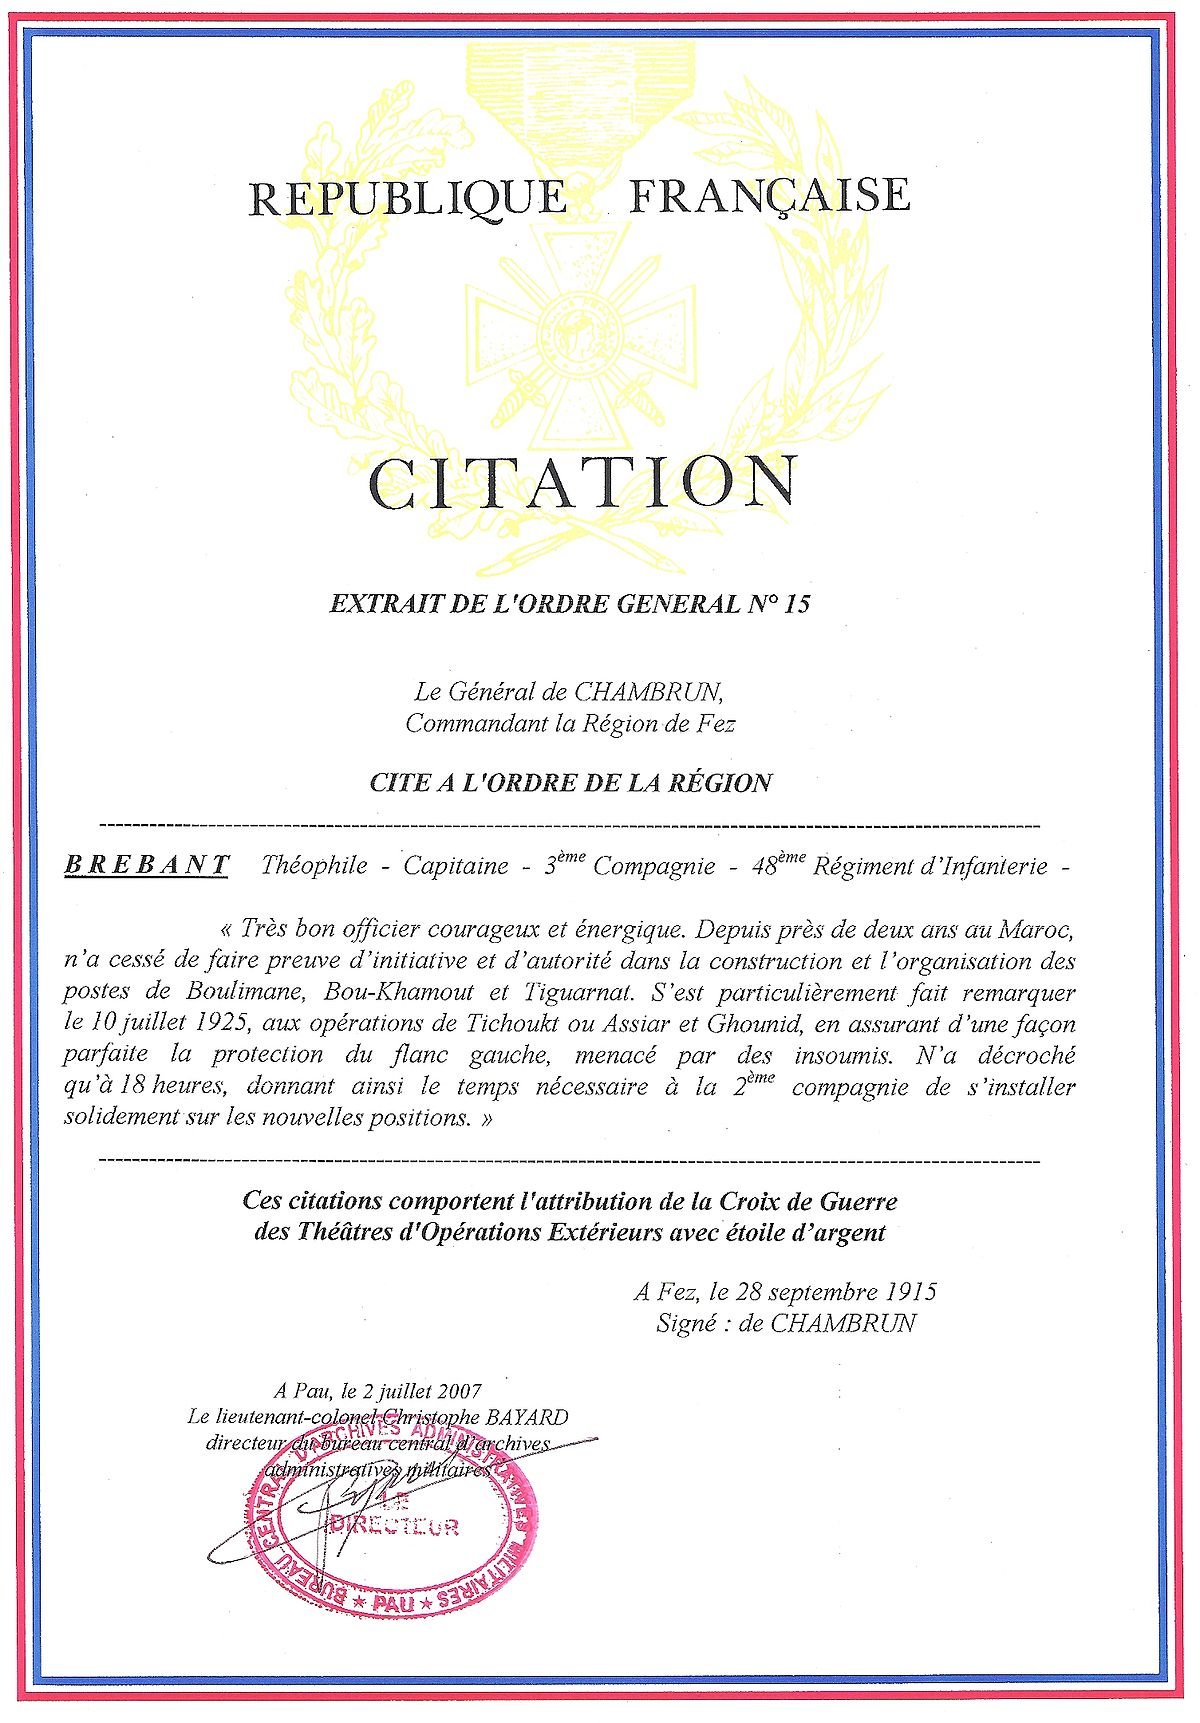 REPUBLIQUE FRANÇAISE
CITATION
EXTRAIT DE L'ORDRE GENERAL N° 15
Le Général de CHAMBRUN,
Commandant la Région de Fez
CITE A L'ORDRE DE LA RÉGION
BREBANT Théophile - Capitaine - 3ème Compagnie - 48ème Régiment d’Infanterie -
« Très bon officier courageux et énergique. Depuis près de deux ans au Maroc,
n’a cessé de faire preuve d’initiative et d’autorité dans la construction et l’organisation des
postes de Boulimane, Bou-Khamout et Tiguarnat. S’est particulièrement fait remarquer
le 10 juillet 1925, aux opérations de Tichoukt ou Assiar et Ghounid, en assurant d’une façon
parfaite la protection du flanc gauche, menacé par des insoumis. N’a décroché
qu’à 18 heures, donnant ainsi le temps nécessaire à la 2ème compagnie de s’installer
solidement sur les nouvelles positions. »
Ces citations comportent l'attribution de la Croix de Guerre
des Théâtres d'Opérations Extérieurs avec étoile d’argent
A Fez, le 28 septembre 1915
Signé : de CHAMBRUN
A Pau, le 2 juillet 2007
Le lieutenant-colonel Christophe BAYARD
directeur du bureau central d’archives
administratives militaires
BUREAU CENTRAL D'ARCHIVES ADMINISTRATIVES MILITAIRES
LE
DIRECTEUR
★ PAU ★